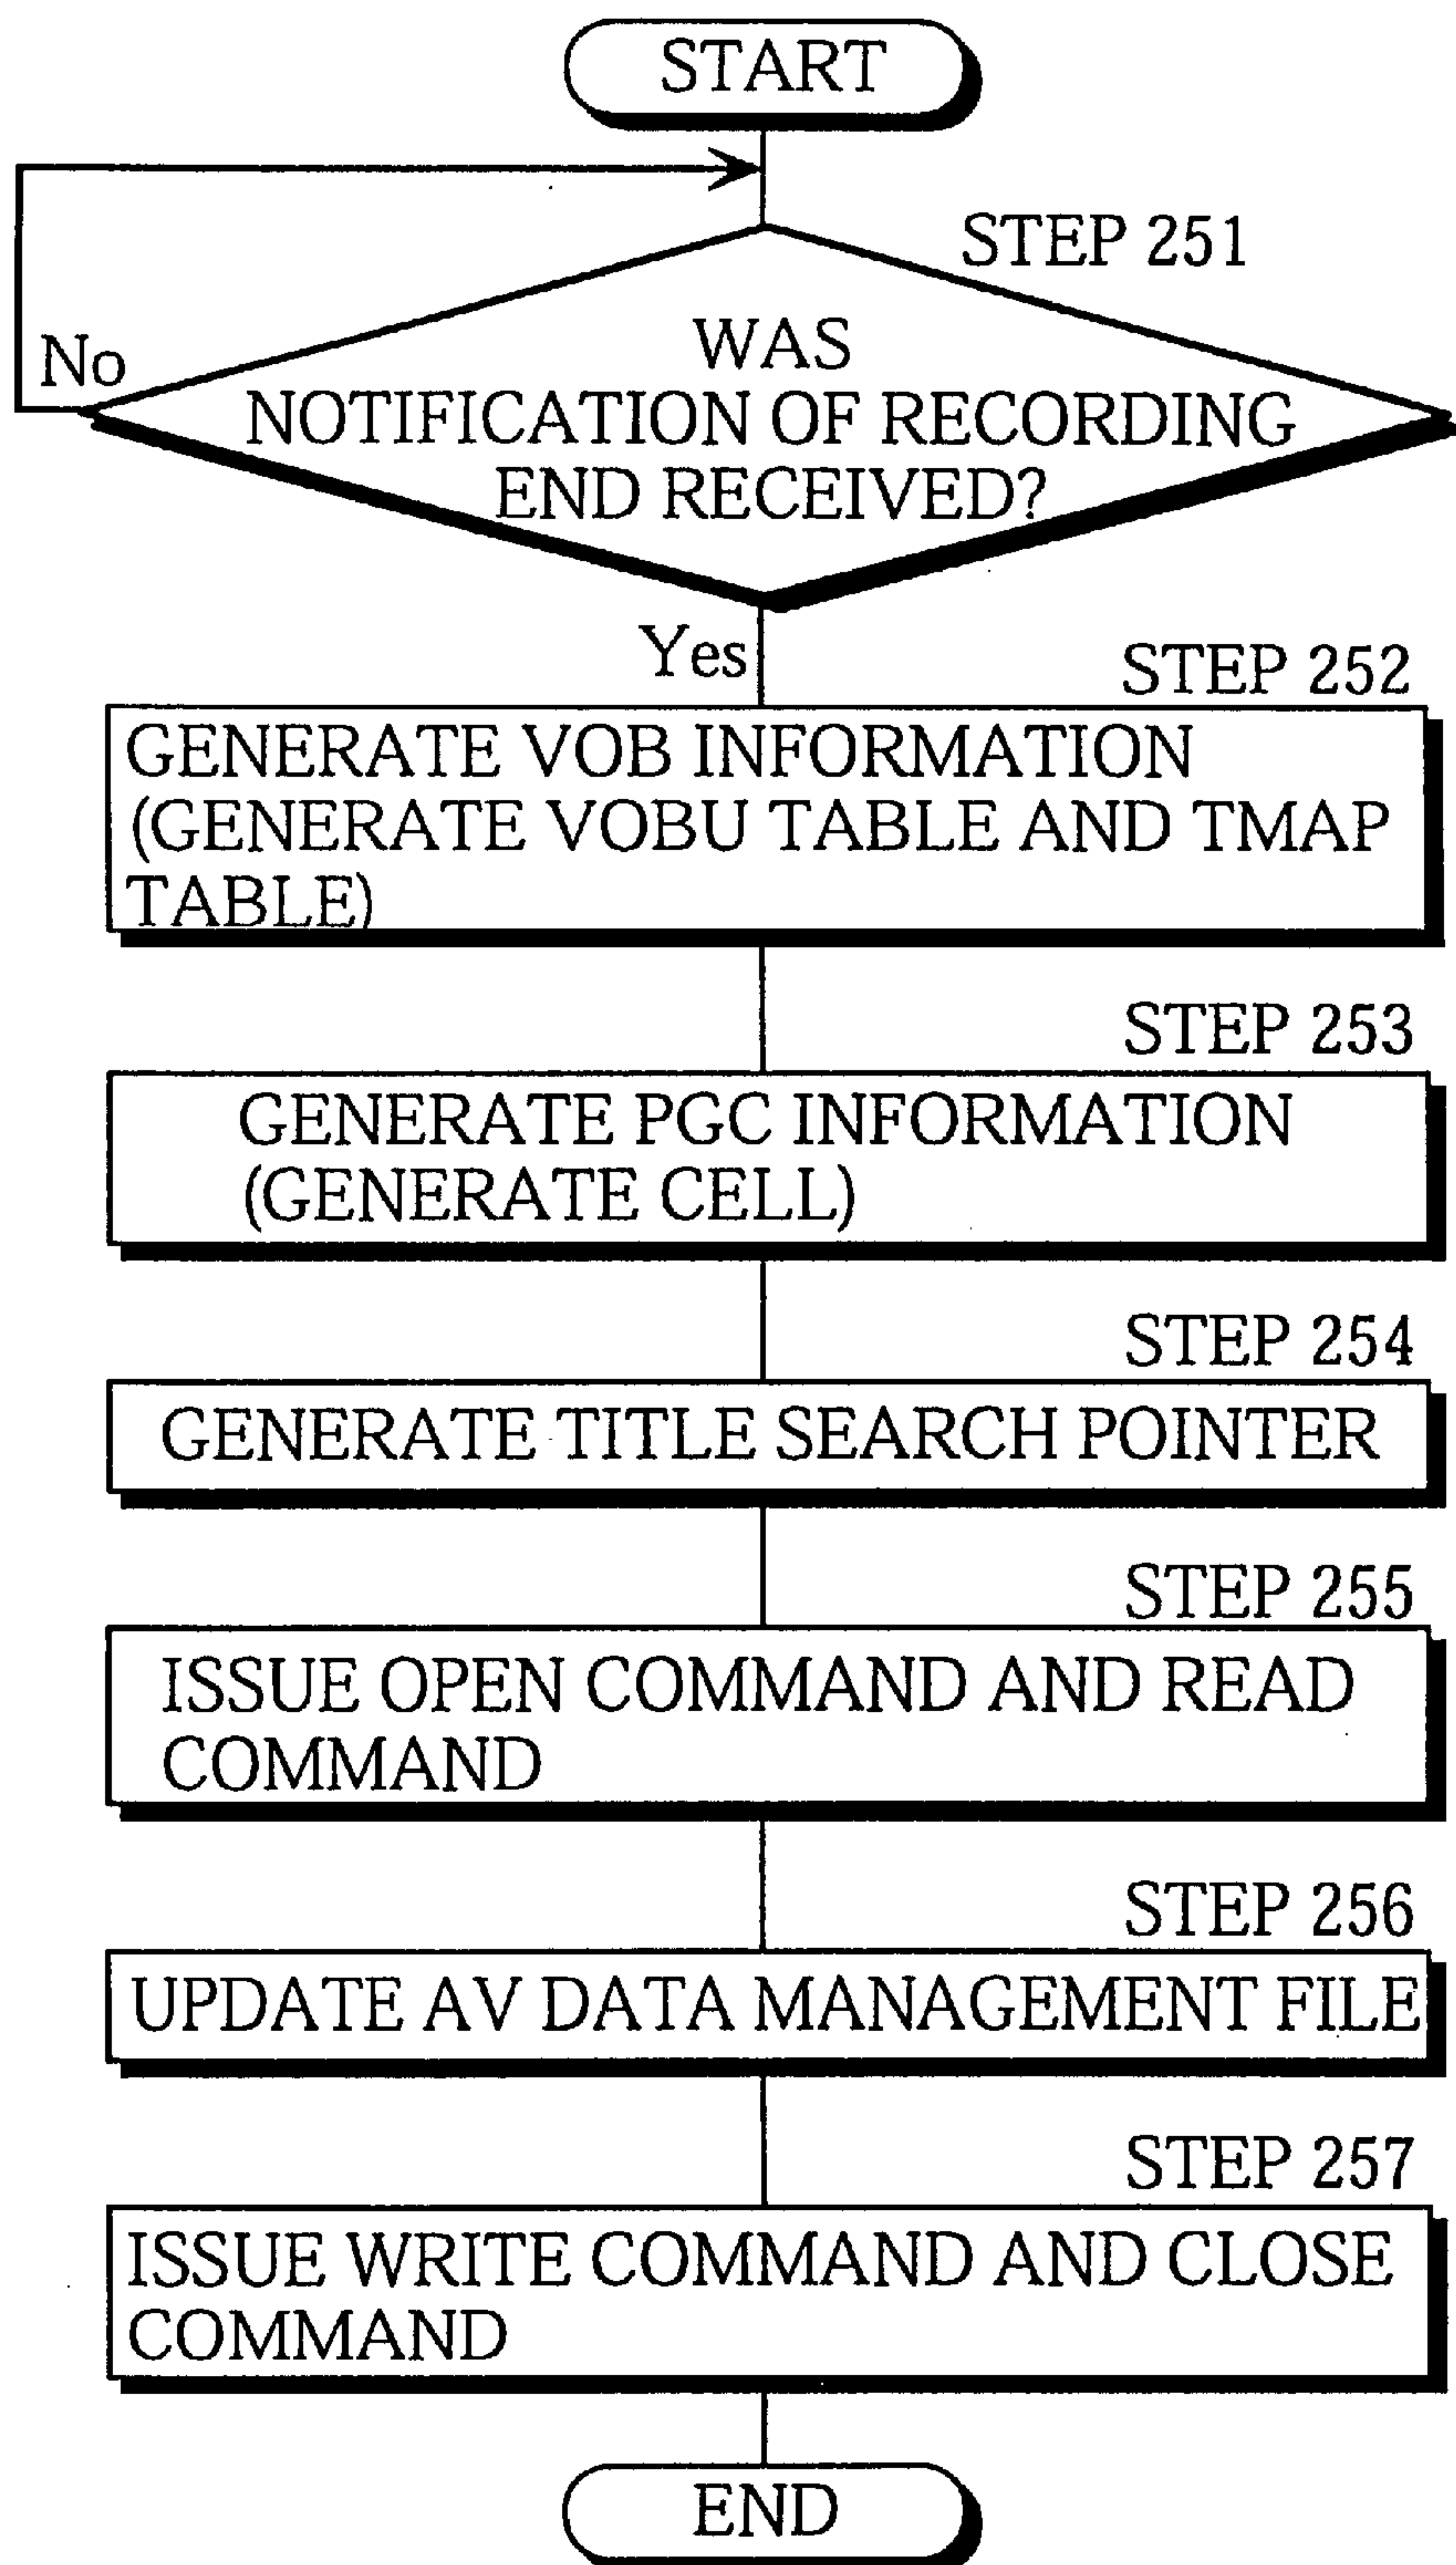 START
STEP 251
WAS
No
NOTIFICATION OF RECORDING
END RECEIVED?
Yes
STEP 252
GENERATE VOB INFORMATION
(GENERATE VOBU TABLE AND TMAP
TABLE)
STEP 253
GENERATE PGC INFORMATION
(GENERATE CELL)
STEP 254
GENERATE TITLE SEARCH POINTER
STEP 255
ISSUE OPEN COMMAND AND READ
COMMAND
STEP 256
UPDATE AV DATA MANAGEMENT FILE
STEP 257
ISSUE WRITE COMMAND AND CLOSE
COMMAND
END